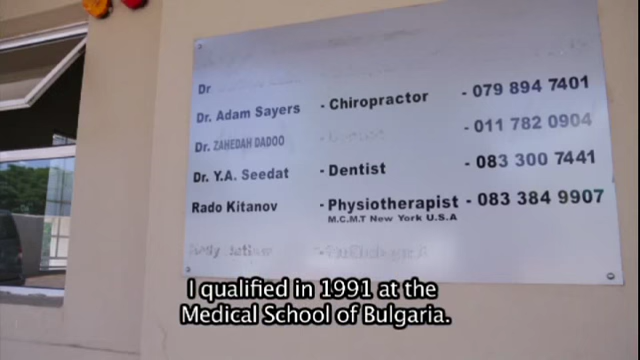 Dr
Dr. Adam Sayers - Chiropractor - 079 894 7401
Dr. ZAHEDAH DADOO - 011 782 0904
Dr. Y.A. Seedat - Dentist - 083 300 7441
Rado Kitanov - Physiotherapist - 083 384 9907
M.C.M.T New York U.S.A
I qualified in 1991 at the
Medical School of Bulgaria.